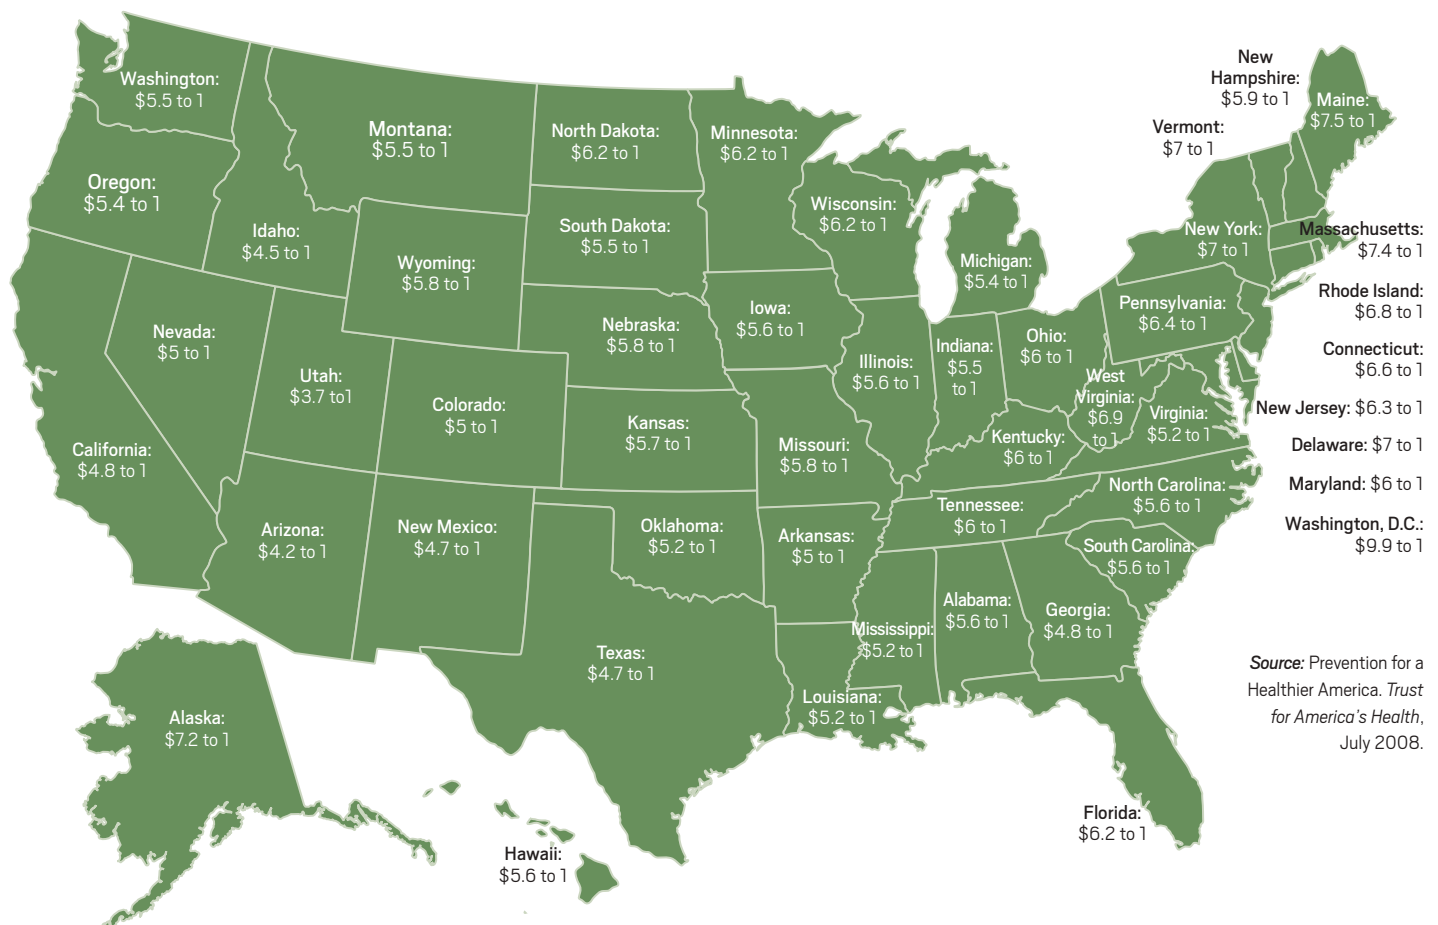 Washington:
$5.5 to 1
Oregon:
$5.4 to 1
California:
$4.8 to 1
Nevada:
$5 to 1
Idaho:
$4.5 to 1
Montana:
$5.5 to 1
Wyoming:
$5.8 to 1
Utah:
$3.7 to1
Colorado:
$5 to 1
Arizona:
$4.2 to 1
New Mexico:
$4.7 to 1
North Dakota:
$6.2 to 1
South Dakota:
$5.5 to 1
Nebraska:
$5.8 to 1
Kansas:
$5.7 to 1
Oklahoma:
$5.2 to 1
Texas:
$4.7 to 1
Minnesota:
$6.2 to 1
Iowa:
$5.6 to 1
Missouri:
$5.8 to 1
Arkansas:
$5 to 1
Louisiana:
$5.2 to 1
Wisconsin:
$6.2 to 1
Illinois:
$5.6 to 1
Michigan:
$5.4 to 1
Indiana:
$5.5
to 1
Ohio:
$6 to 1
Kentucky:
$6 to 1
Tennessee:
$6 to 1
Mississippi:
$5.2 to 1
Alabama:
$5.6 to 1
Georgia:
$4.8 to 1
Florida:
$6.2 to 1
South Carolina:
$5.6 to 1
North Carolina:
$5.6 to 1
Virginia:
$5.2 to 1
West
Virginia:
$6.9
to 1
Pennsylvania:
$6.4 to 1
New York:
$7 to 1
Vermont:
$7 to 1
New
Hampshire:
$5.9 to 1
Maine:
$7.5 to 1
Massachusetts:
$7.4 to 1
Rhode Island:
$6.8 to 1
Connecticut:
$6.6 to 1
New Jersey: $6.3 to 1
Delaware: $7 to 1
Maryland: $6 to 1
Washington, D.C.:
$9.9 to 1
Alaska:
$7.2 to 1
Hawaii:
$5.6 to 1
Source: Prevention for a
Healthier America. Trust
for America's Health,
July 2008.